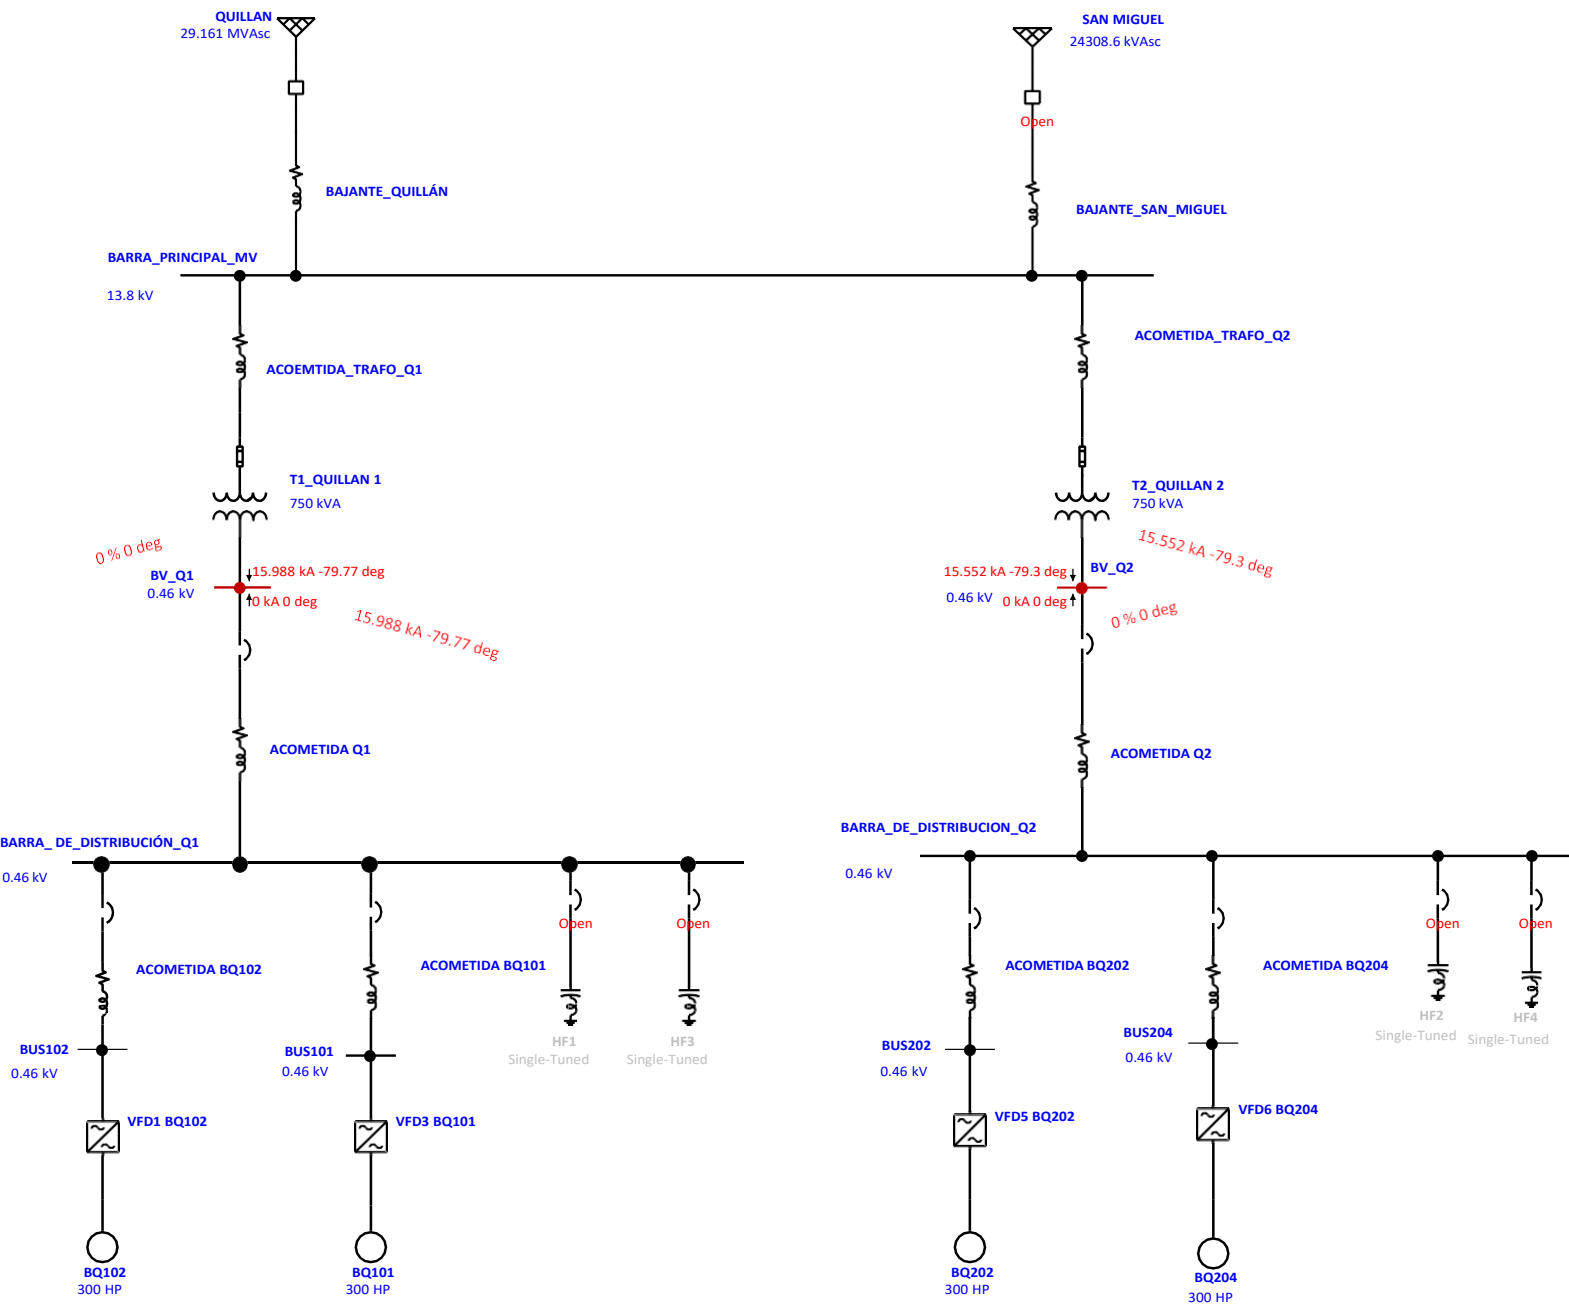 QUILLAN
29.161 MVAsc
SAN MIGUEL
24308.6 kVAsc
Open
BAJANTE_QUILLÁN
BAJANTE_SAN_MIGUEL
BARRA_PRINCIPAL_MV
13.8 kV
ACOEMTIDA_TRAFO_Q1
ACOMETIDA_TRAFO_Q2
T1_QUILLAN 1
750 kVA
T2_QUILLAN 2
750 kVA
0 % 0 deg
BV_Q1
0.46 kV
15.988 kA -79.77 deg
0 kA 0 deg
15.988 kA -79.77 deg
15.552 kA -79.3 deg
15.552 kA -79.3 deg
BV_Q2
0.46 kV
0 kA 0 deg
0 % 0 deg
ACOMETIDA Q1
ACOMETIDA Q2
BARRA_ DE_DISTRIBUCIÓN_Q1
0.46 kV
BARRA_DE_DISTRIBUCION_Q2
0.46 kV
Open
Open
Open
Open
ACOMETIDA BQ102
ACOMETIDA BQ101
ACOMETIDA BQ202
ACOMETIDA BQ204
HF1
Single-Tuned
HF3
Single-Tuned
HF2
Single-Tuned
HF4
Single-Tuned
BUS102
0.46 kV
BUS101
0.46 kV
BUS202
0.46 kV
BUS204
0.46 kV
VFD1 BQ102
VFD3 BQ101
VFD5 BQ202
VFD6 BQ204
BQ102
300 HP
BQ101
300 HP
BQ202
300 HP
BQ204
300 HP